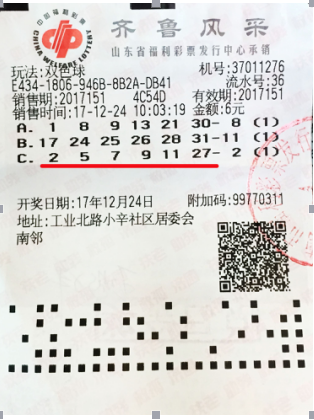 中国福利彩票
CHINA WELFARE LOTTERY
齐鲁风采
山东省福利彩票发行中心承销
玩法:双色球 机号:37011276
E434-1806-946B-8B2A-DB41 流水号:36
销售期:2017151 4C54D 有效期:2017151
销售时间:17-12-24 10:03:19 金额:6元
A. 1 8 9 13 21 30- 8 (1)
B. 17 24 25 26 28 31-11 (1)
C. 2 5 7 9 11 27- 2 (1)
开奖日期:17年12月24日 附加码:99770311
地址:工业北路小辛社区居委会
南邻